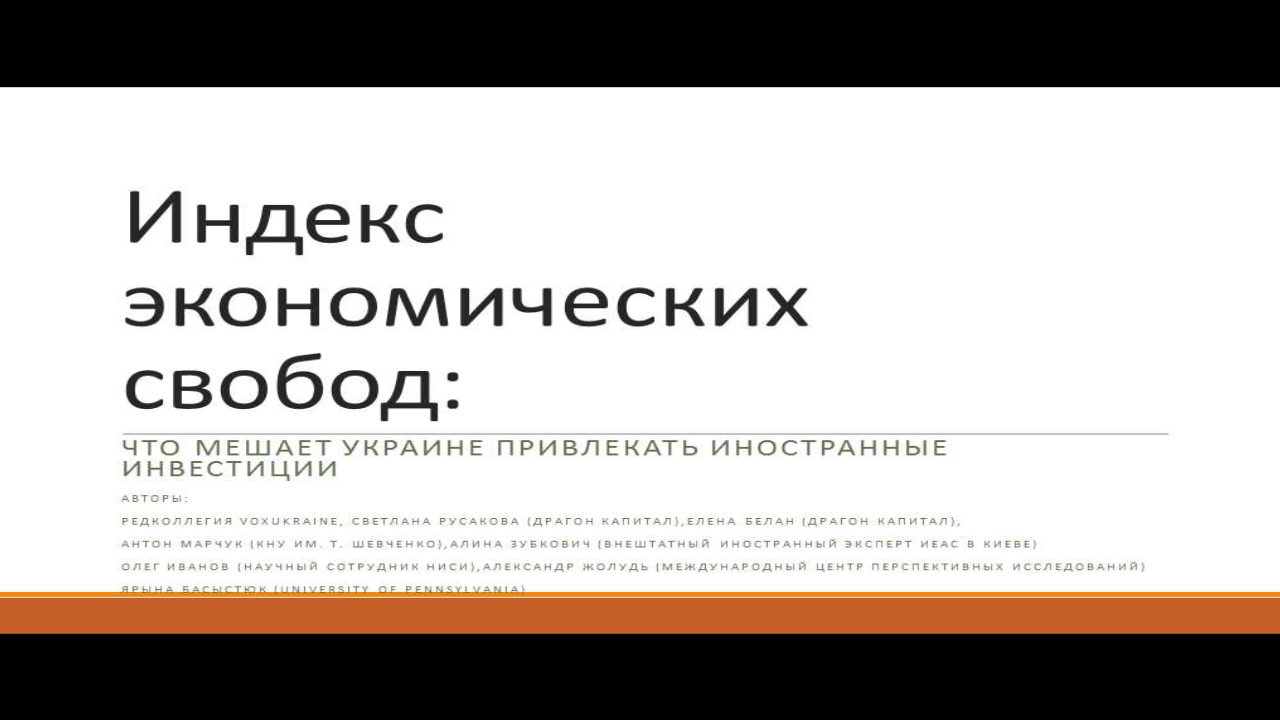 Индекс
экономических
свобод:
ЧТО МЕШАЕТ УКРАИНЕ ПРИВЛЕКАТЬ ИНОСТРАННЫЕ
ИНВЕСТИЦИИ
АВТОРЫ:
РЕДКОЛЛЕГИЯ VOXUKRAINE, СВЕТЛАНА РУСАКОВА (ДРАГОН КАПИТАЛ),ЕЛЕНА БЕЛАН (ДРАГОН КАПИТАЛ),
АНТОН МАРЧУК (КНУ ИМ. Т. ШЕВЧЕНКО),АЛИНА ЗУБКОВИЧ (ВНЕШТАТНЫЙ ИНОСТРАННЫЙ ЭКСПЕРТ ИЕАС В КИЕВЕ)
ОЛЕГ ИВАНОВ (НАУЧНЫЙ СОТРУДНИК НИСИ),АЛЕКСАНДР ЖОЛУДЬ (МЕЖДУНАРОДНЫЙ ЦЕНТР ПЕРСПЕКТИВНЫХ ИССЛЕДОВАНИЙ)
ЯРЫНА БАСЫСТЮК (UNIVERSITY OF PENNSYLVANIA)